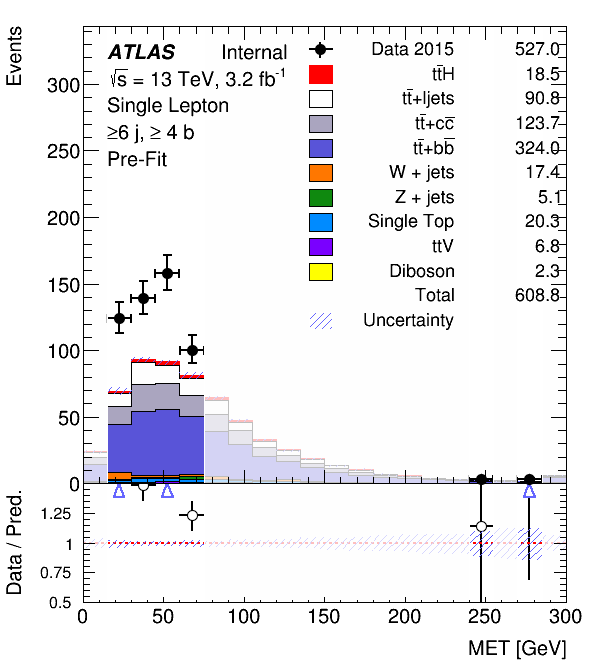 Events
ATLAS Internal
√s = 13 TeV, 3.2 fb⁻¹
Single Lepton
≥6 j, ≥ 4 b
Pre-Fit
Data 2015 527.0
tt̄H 18.5
tt̄+ljets 90.8
tt̄+cc̄ 123.7
tt̄+bb̄ 324.0
W + jets 17.4
Z + jets 5.1
Single Top 20.3
ttV 6.8
Diboson 2.3
Total 608.8
Uncertainty
300
250
200
150
100
50
0
Data / Pred.
1.25
1
0.75
0.5
0 50 100 150 200 250 300
MET [GeV]